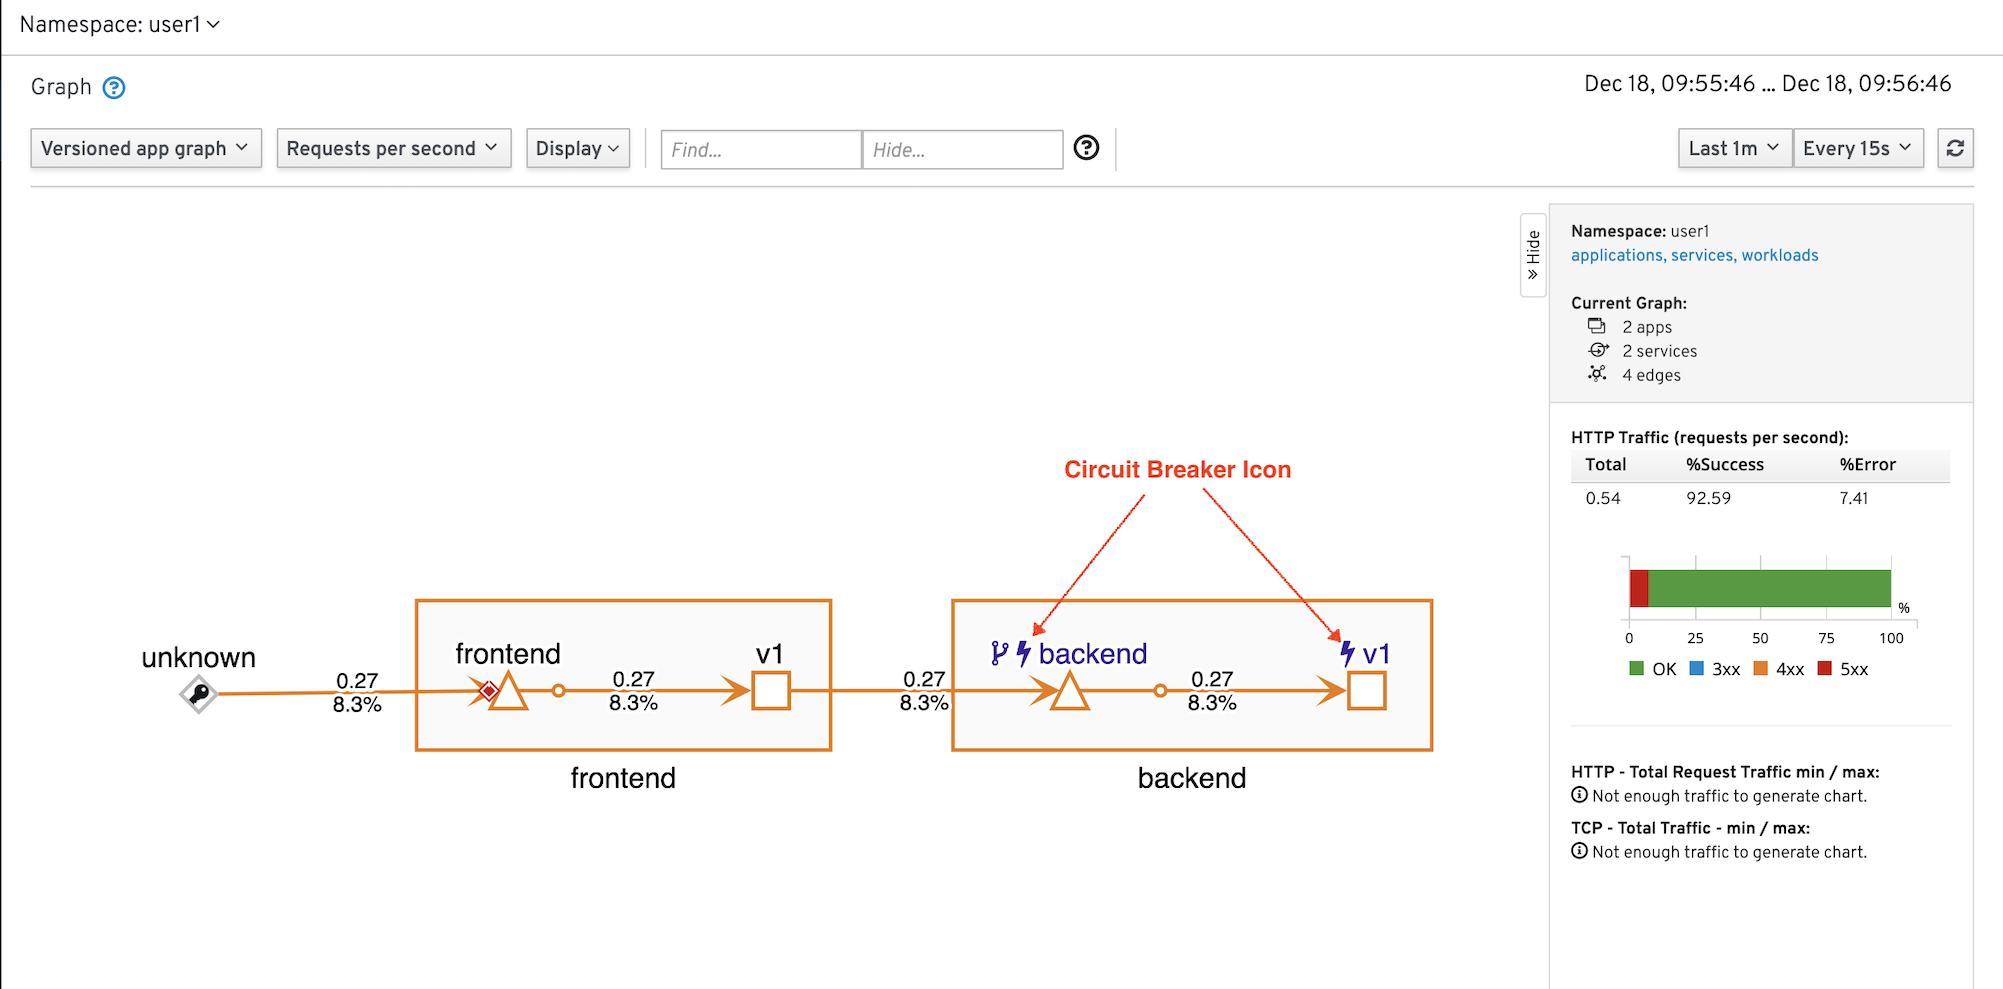 Namespace: user1
Graph
Dec 18, 09:55:46 ... Dec 18, 09:56:46
Versioned app graph Requests per second Display Find... Hide... Last 1m Every 15s
Hide
Namespace: user1
applications, services, workloads
Current Graph:
2 apps
2 services
4 edges
HTTP Traffic (requests per second):
Total %Success %Error
0.54 92.59 7.41
%
0 25 50 75 100
OK 3xx 4xx 5xx
HTTP - Total Request Traffic min / max:
Not enough traffic to generate chart.
TCP - Total Traffic - min / max:
Not enough traffic to generate chart.
Circuit Breaker Icon
unknown frontend v1 backend v1
0.27 0.27 0.27 0.27
8.3% 8.3% 8.3% 8.3%
frontend backend